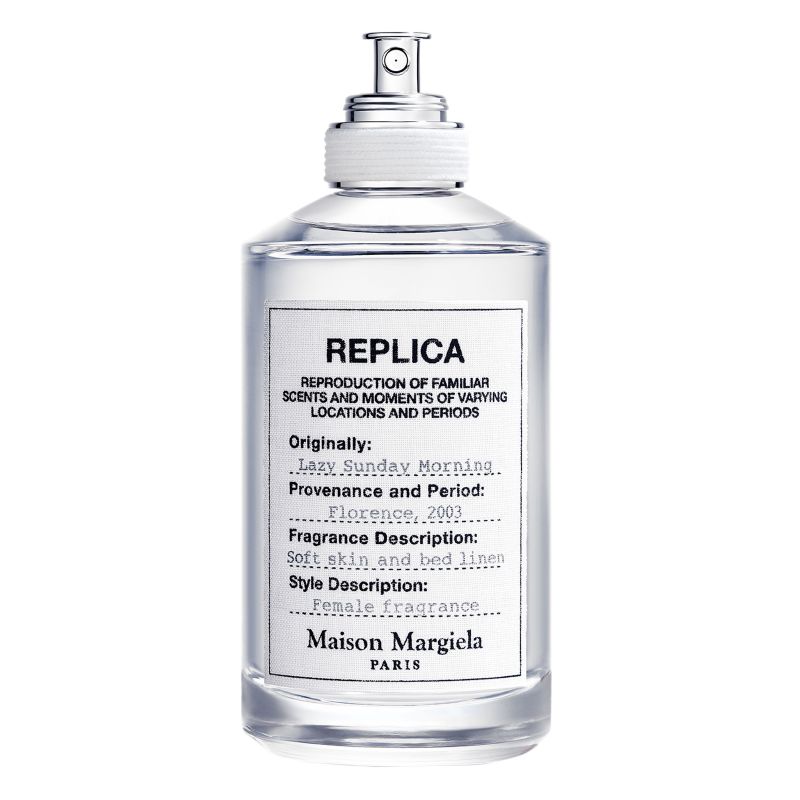 REPLICA
REPRODUCTION OF FAMILIAR
SCENTS AND MOMENTS OF VARYING
LOCATIONS AND PERIODS
Originally:
Lazy Sunday Morning
Provenance and Period:
Florence, 2003
Fragrance Description:
Soft skin and bed linen
Style Description:
Female fragrance
Maison Margiela
PARIS